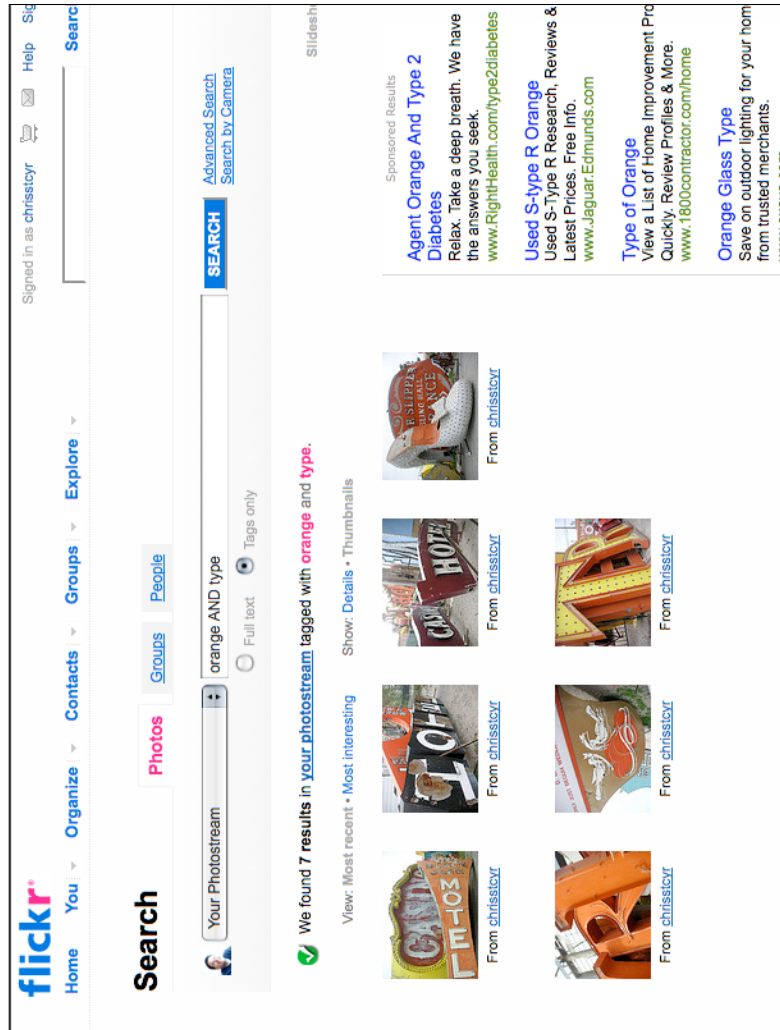 flickr
Signed in as chrisstcyr Help Sig
Home You Organize Contacts Groups Explore
Searc
Search
Photos Groups People
Your Photostream orange AND type SEARCH
Advanced Search
Search by Camera
Full text Tags only
We found 7 results in your photostream tagged with orange and type.
Slidesho
View: Most recent • Most interesting Show: Details • Thumbnails
MOTEL
HOTEL
From chrisstcyr
From chrisstcyr
From chrisstcyr
From chrisstcyr
From chrisstcyr
From chrisstcyr
From chrisstcyr
Sponsored Results
Agent Orange And Type 2
Diabetes
Relax. Take a deep breath. We have
the answers you seek.
www.RightHealth.com/type2diabetes
Used S-type R Orange
Used S-Type R Research, Reviews &
Latest Prices. Free Info.
www.Jaguar.Edmunds.com
Type of Orange
View a List of Home Improvement Pro
Quickly. Review Profiles & More.
www.1800contractor.com/home
Orange Glass Type
Save on outdoor lighting for your hom
from trusted merchants.